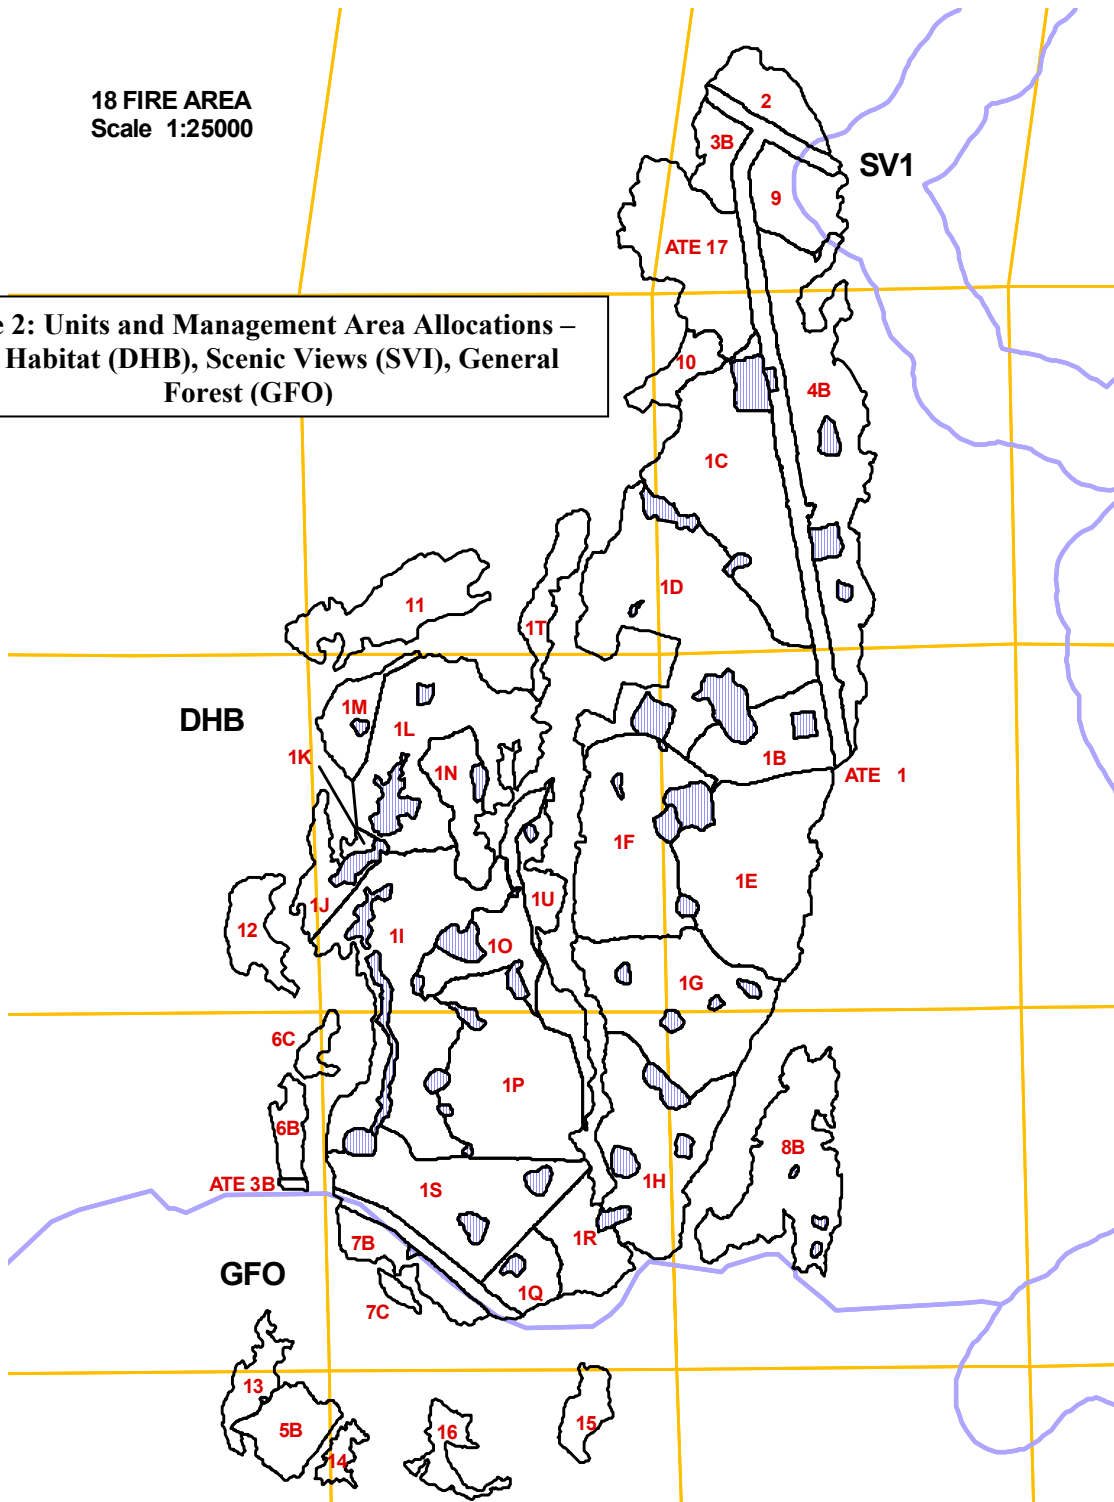 18 FIRE AREA
Scale 1:25000
2
3B
SV1
9
ATE 17
e 2: Units and Management Area Allocations –
Habitat (DHB), Scenic Views (SVI), General
Forest (GFO)
10
4B
1C
1D
11
1T
1M
DHB
1L
1K
1N
1B
ATE 1
1F
1E
1U
1J
12
1I
1O
1G
6C
1P
6B
8B
1H
ATE 3B
1S
1R
7B
GFO
1Q
7C
13
15
5B
16
14